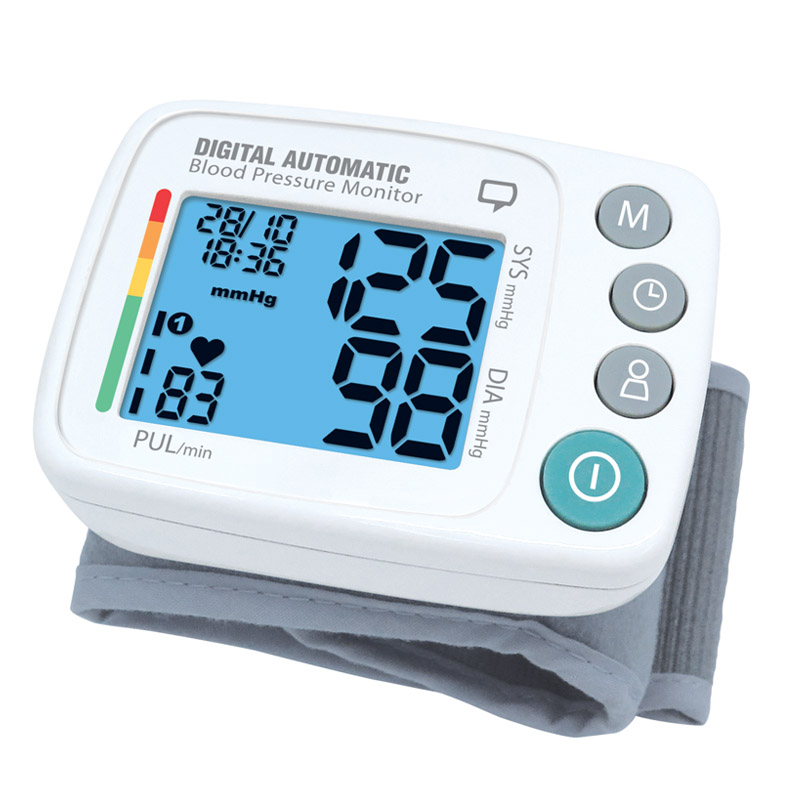 DIGITAL AUTOMATIC
Blood Pressure Monitor
28/10
18:36
mmHg
125
SYS mmHg
98
DIA mmHg
1
83
PUL/min
M